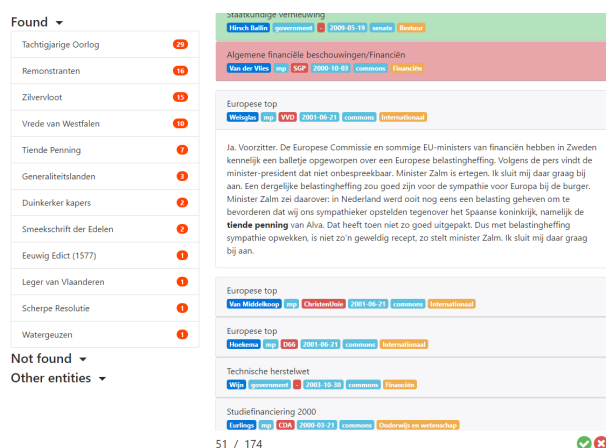 Found
Tachtigjarige Oorlog 29
Remonstranten 16
Zilvervloot 15
Vrede van Westfalen 10
Tiende Penning 7
Generaliteitslanden 3
Duinkerker kapers 2
Smeekschrift der Edelen 2
Eeuwig Edict (1577) 1
Leger van Vlaanderen 1
Scherpe Resolutie 1
Watergeuzen 1
Not found
Other entities
Staatkundige vernieuwing
Hirsch Ballin government - 2009-05-19 senate Bestuur
Algemene financiële beschouwingen/Financiën
Van der Vlies mp SGP 2000-10-03 commons Financiën
Europese top
Weisglas mp VVD 2001-06-21 commons Internationaal
Ja. Voorzitter. De Europese Commissie en sommige EU-ministers van financiën hebben in Zweden
kennelijk een balletje opgeworpen over een Europese belastingheffing. Volgens de pers vindt de
minister-president dat niet onbespreekbaar. Minister Zalm is ertegen. Ik sluit mij daar graag bij
aan. Een dergelijke belastingheffing zou goed zijn voor de sympathie voor Europa bij de burger.
Minister Zei daarover: in Nederland werd ooit nog eens een belasting geheven om te
bevorderen dat wij ons sympathieker opstelden tegenover het Spaanse koninkrijk, namelijk de
tiende penning van Alva. Dat heeft toen niet zo goed uitgepakt. Dus met belastingheffing
sympathie opwekken, is niet zo'n geweldig recept, zo stelt minister Zalm. Ik sluit mij daar graag
bij aan.
Europese top
Van Middelkoop mp ChristenUnie 2001-06-21 commons Internationaal
Europese top
Hoekema mp D66 2001-06-21 commons Internationaal
Technische herstelwet
Wijn government - 2003-10-30 commons Financiën
Studiefinanciering 2000
Eurlings mp CDA 2000-03-21 commons Onderwijs en wetenschap
51 / 174